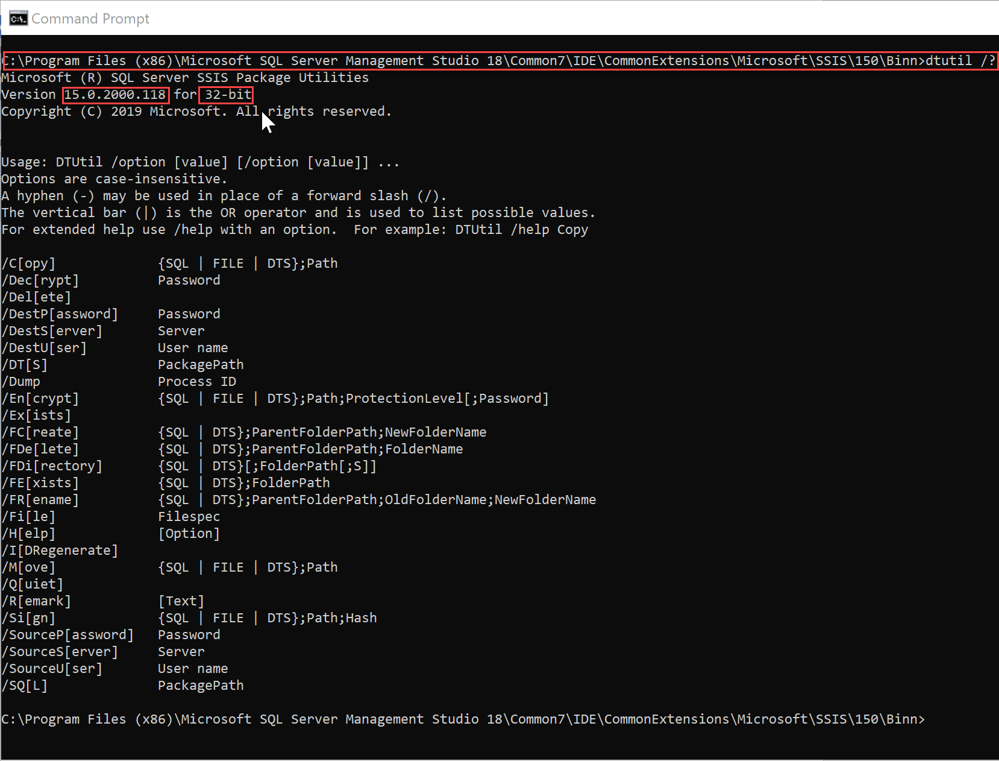 Command Prompt
C:\Program Files (x86)\Microsoft SQL Server Management Studio 18\Common7\IDE\CommonExtensions\Microsoft\SSIS\150\Binn>dtutil /?
Microsoft (R) SQL Server SSIS Package Utilities
Version 15.0.2000.118 for 32-bit
Copyright (C) 2019 Microsoft. All rights reserved.
Usage: DTUtil /option [value] [/option [value]] ...
Options are case-insensitive.
A hyphen (-) may be used in place of a forward slash (/).
The vertical bar (|) is the OR operator and is used to list possible values.
For extended help use /help with an option.  For example: DTUtil /help Copy
/C[opy]             {SQL | FILE | DTS};Path
/Dec[rypt]          Password
/Del[ete]
/DestP[assword]     Password
/DestS[erver]       Server
/DestU[ser]         User name
/DT[S]              PackagePath
/Dump               Process ID
/En[crypt]          {SQL | FILE | DTS};Path;ProtectionLevel[;Password]
/Ex[ists]
/FC[reate]          {SQL | DTS};ParentFolderPath;NewFolderName
/FDe[lete]          {SQL | DTS};ParentFolderPath;FolderName
/FDi[rectory]       {SQL | DTS}[;FolderPath[;S]]
/FE[xists]          {SQL | DTS};FolderPath
/FR[ename]          {SQL | DTS};ParentFolderPath;OldFolderName;NewFolderName
/Fi[le]             Filespec
/H[elp]             [Option]
/I[DRegenerate]
/M[ove]             {SQL | FILE | DTS};Path
/Q[uiet]
/R[emark]           [Text]
/Si[gn]             {SQL | FILE | DTS};Path;Hash
/SourceP[assword]   Password
/SourceS[erver]     Server
/SourceU[ser]       User name
/SQ[L]              PackagePath
C:\Program Files (x86)\Microsoft SQL Server Management Studio 18\Common7\IDE\CommonExtensions\Microsoft\SSIS\150\Binn>